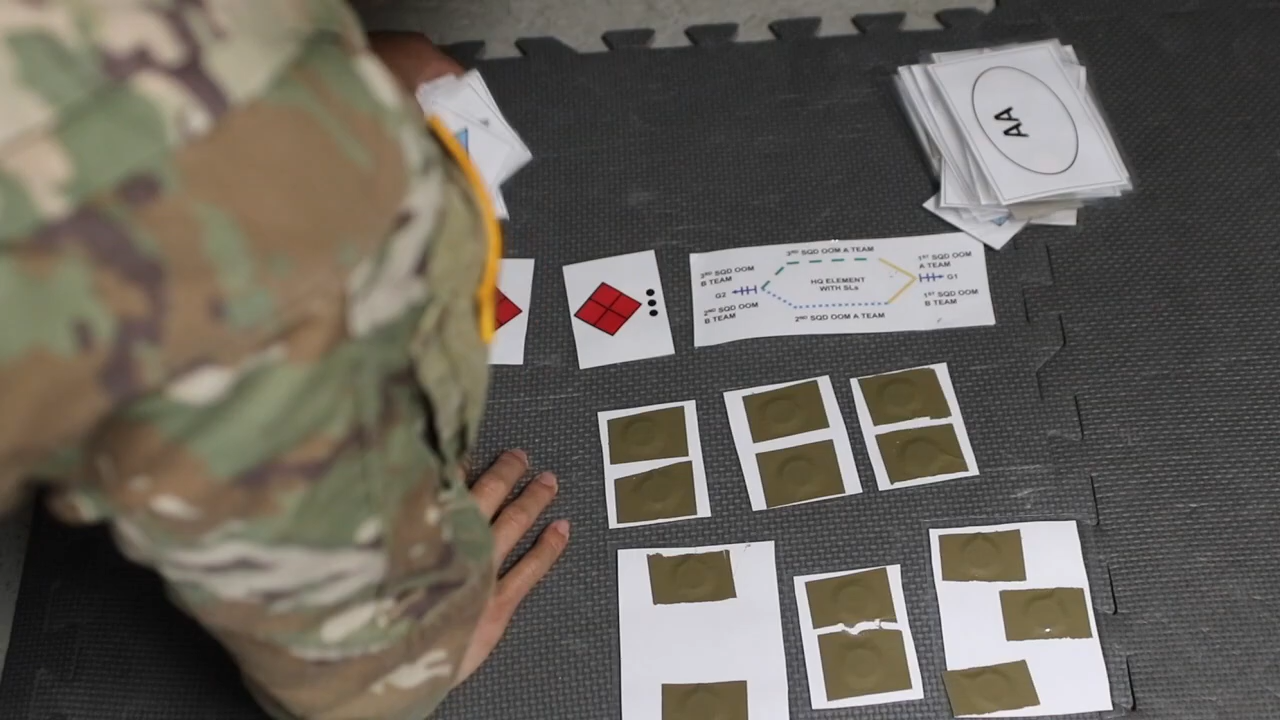 AA
3RD SQD OOM A TEAM
3RD SQD OOM
B TEAM
1ST SQD OOM
A TEAM
G2
HQ ELEMENT
WITH SLs
G1
2ND SQD OOM
B TEAM
1ST SQD OOM
B TEAM
2ND SQD OOM A TEAM